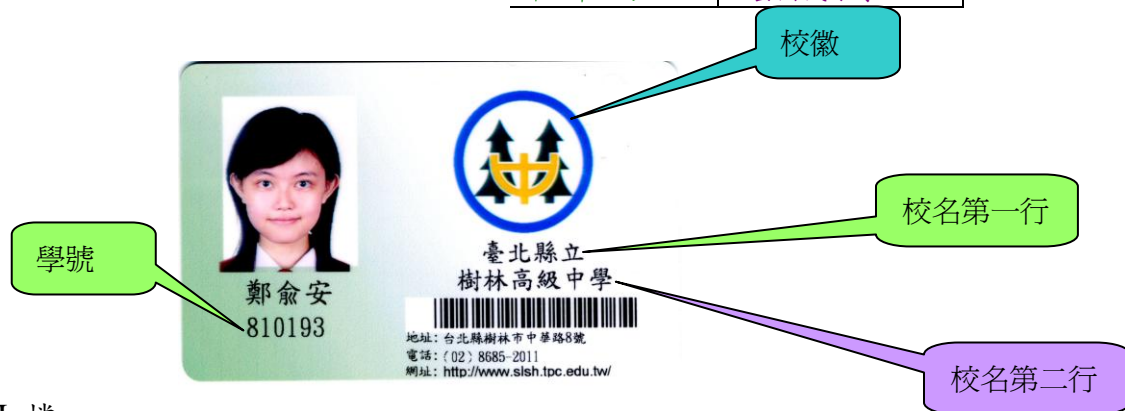 校徽
校名第一行
臺北縣立
樹林高級中學
學號
鄭俞安
810193
地址：台北縣樹林市中華路8號
電話：(02) 8685-2011
網址：http://www.slsh.tpc.edu.tw/
校名第二行